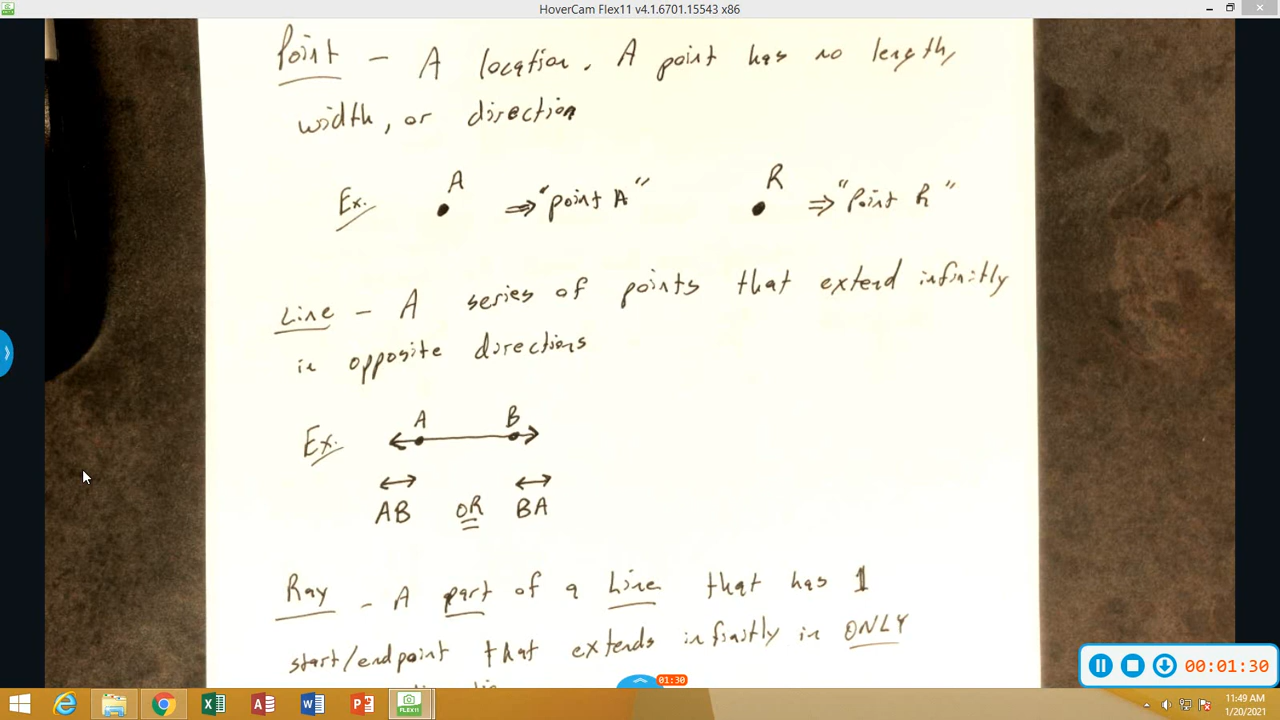 HoverCam Flex11 v4.1.6701.15543 x86
Point - A location. A point has no length,
width, or direction
A
R
Ex. ⇒ "point A" ⇒ "Point R"
Line - A series of points that extend infinitly
in opposite directions
A B
Ex.
AB OR BA
Ray - A part of a Line that has 1
start/endpoint that extends infinitly in ONLY
01:30
00:01:30
FLEX11
11:49 AM
1/20/2021